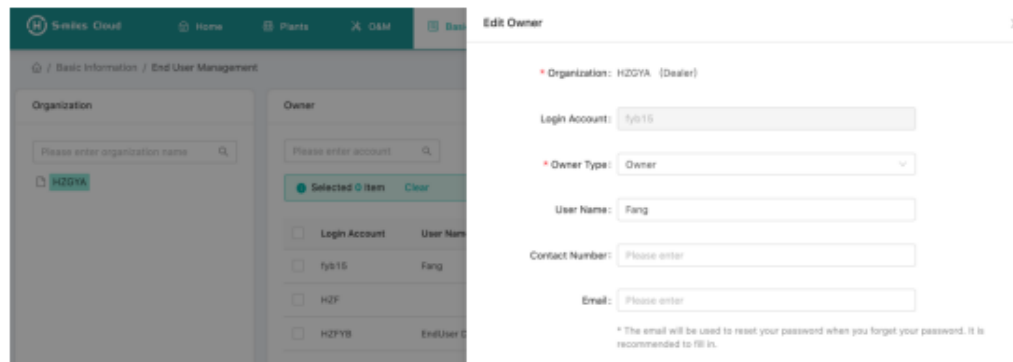 S-miles Cloud
Home
Plants
O&M
Edit Owner
/ Basic Information / End User Management
Organization
Owner
Please enter organization name
Please enter account
HZGYA
Selected 0 Item Clear
Login Account User Nam
fyb15 Fang
HZF
HZFYB EndUser
* Organization: HZGYA (Dealer)
Login Account: fyb15
* Owner Type: Owner
User Name: Fang
Contact Number: Please enter
Email: Please enter
* The email will be used to reset your password when you forget your password. It is
recommended to fill in.